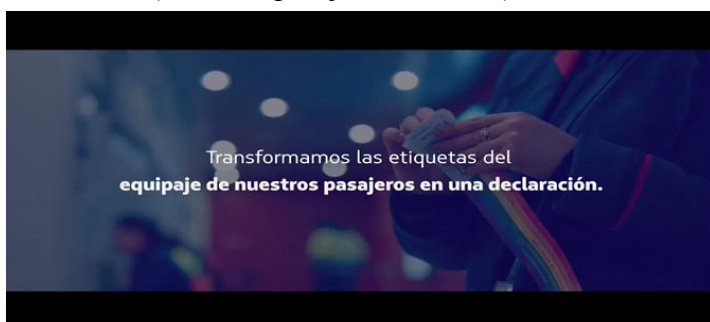 Transformamos las etiquetas del
equipaje de nuestros pasajeros en una declaración.